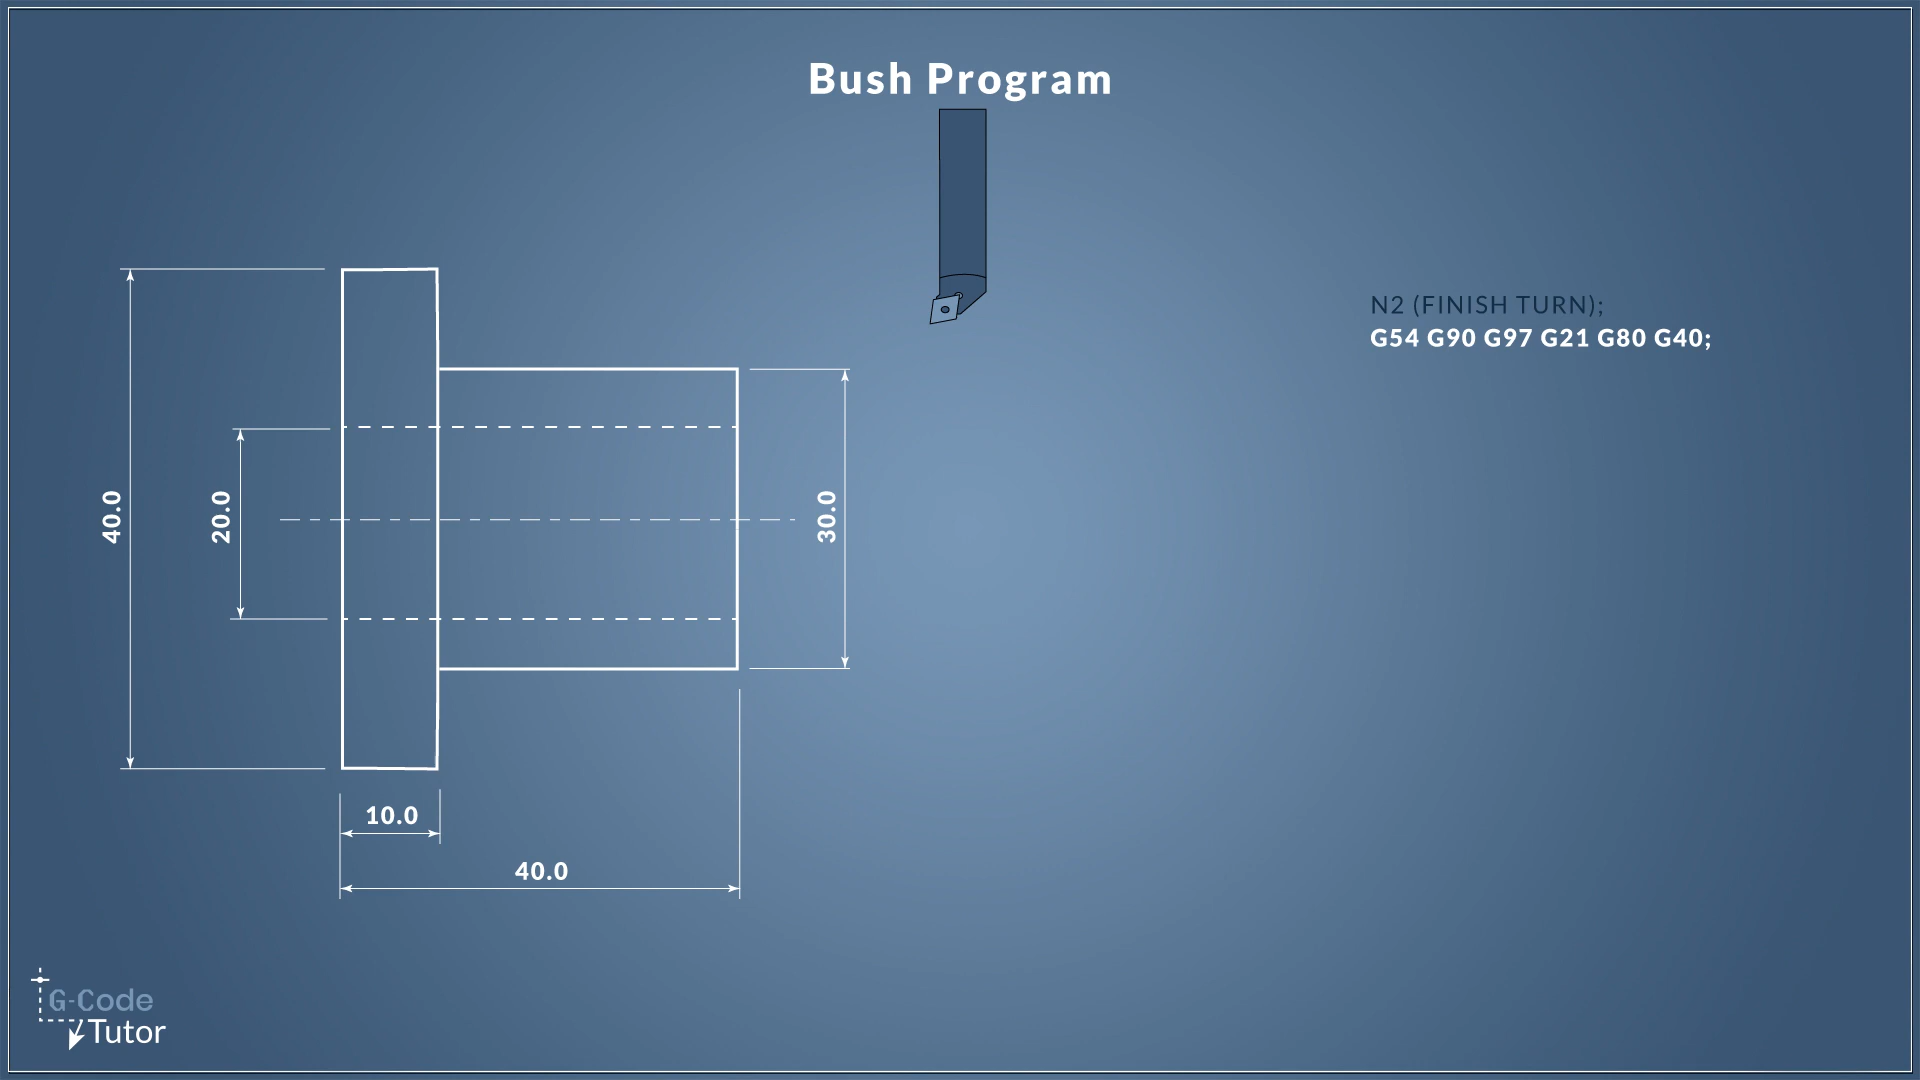 Bush Program
N2 (FINISH TURN);
G54 G90 G97 G21 G80 G40;
40.0
20.0
30.0
10.0
40.0
G-Code
Tutor